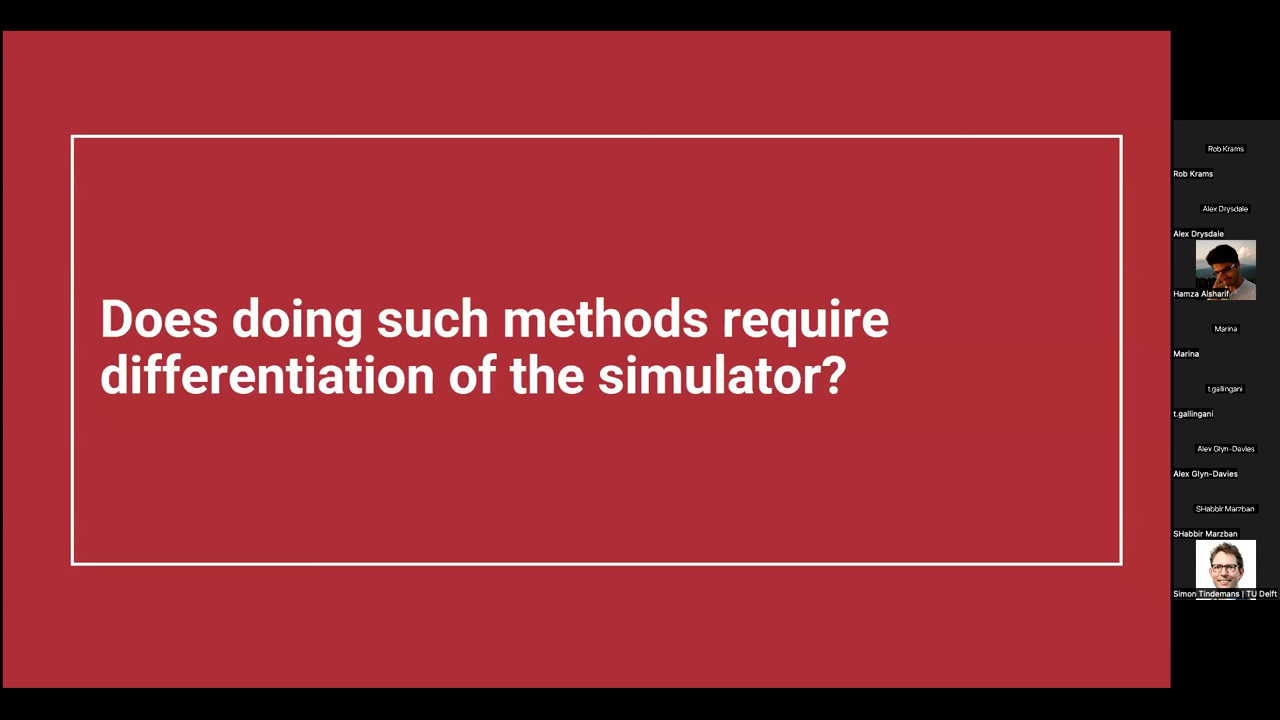 Does doing such methods require
differentiation of the simulator?
Rob Krams
Rob Krams
Alex Drysdale
Alex Drysdale
Hamza Alsharif
Marina
Marina
t.gallingani
t.gallingani
Alex Glyn-Davies
Alex Glyn-Davies
SHabbir Marzban
SHabbir Marzban
Simon Tindemans | TU Delft